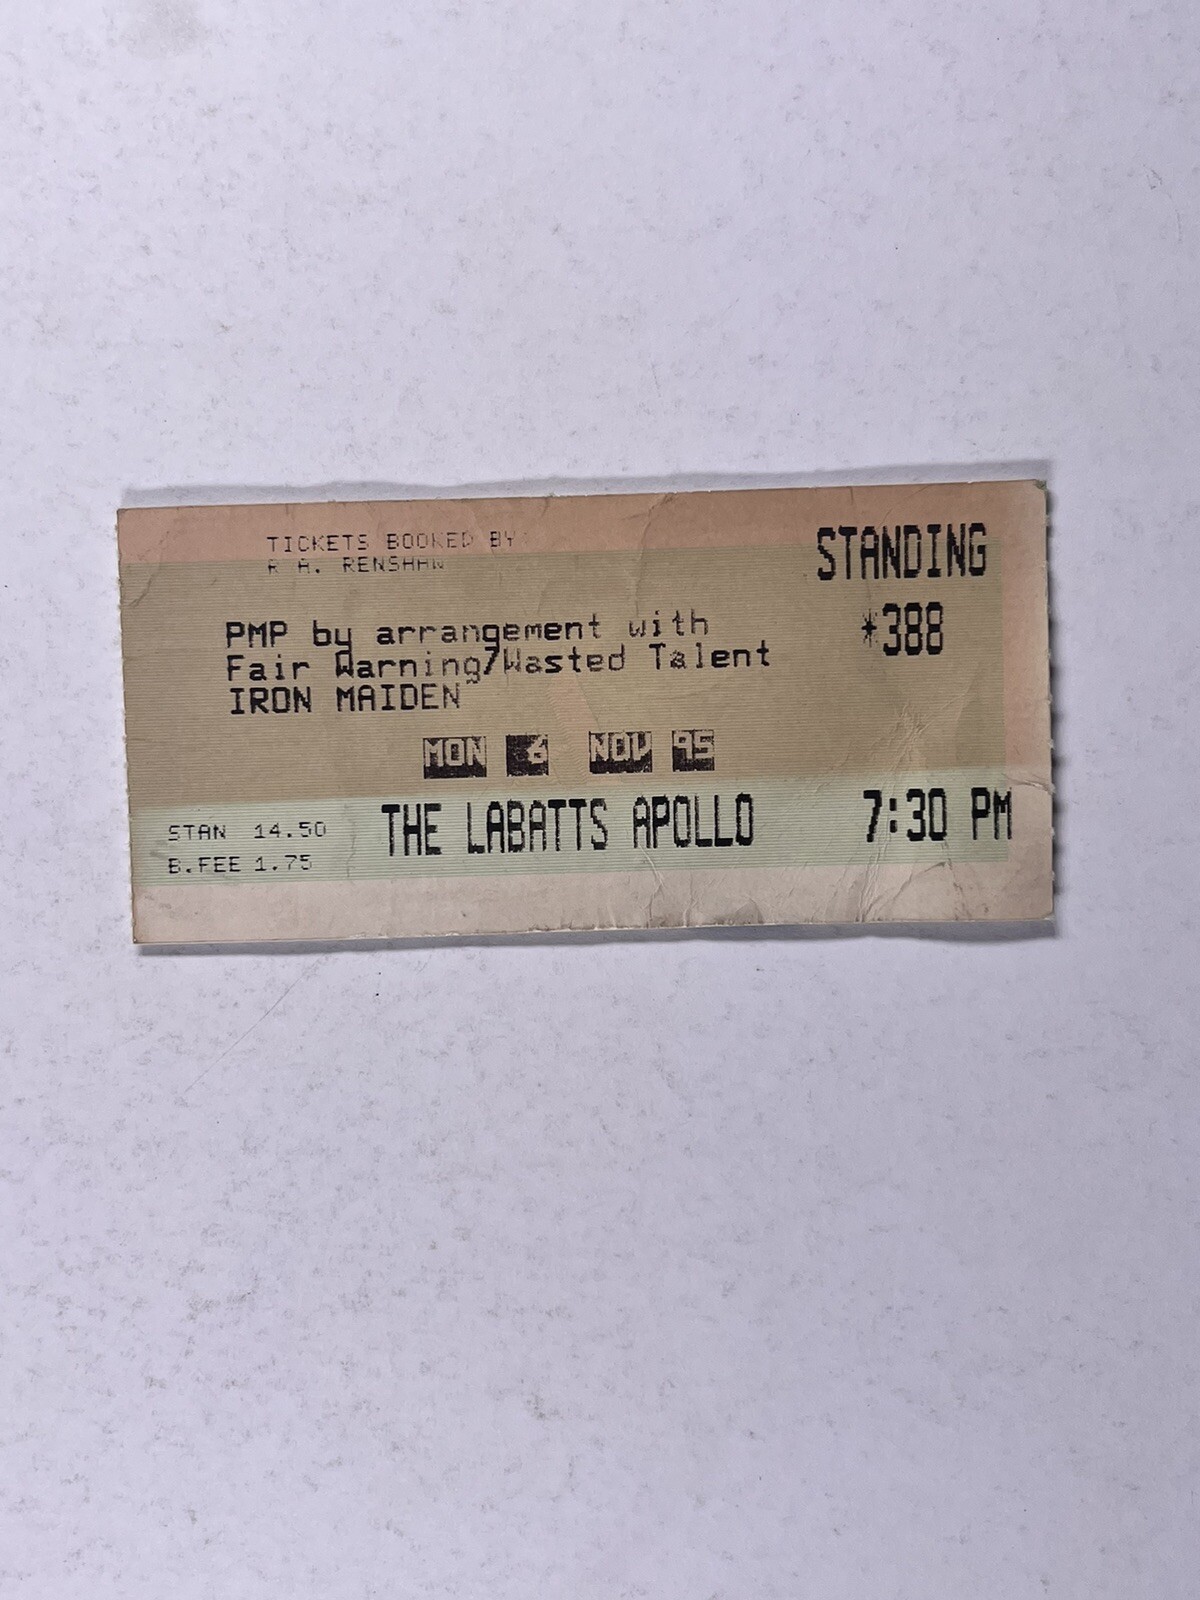 TICKETS BOOKED BY
R A. RENSHAW
STANDING
*388
PMP by arrangement with
Fair Warning/Wasted Talent
IRON MAIDEN
MON 6 NOV 95
STAN 14.50
B.FEE 1.75
THE LABATTS APOLLO
7:30 PM